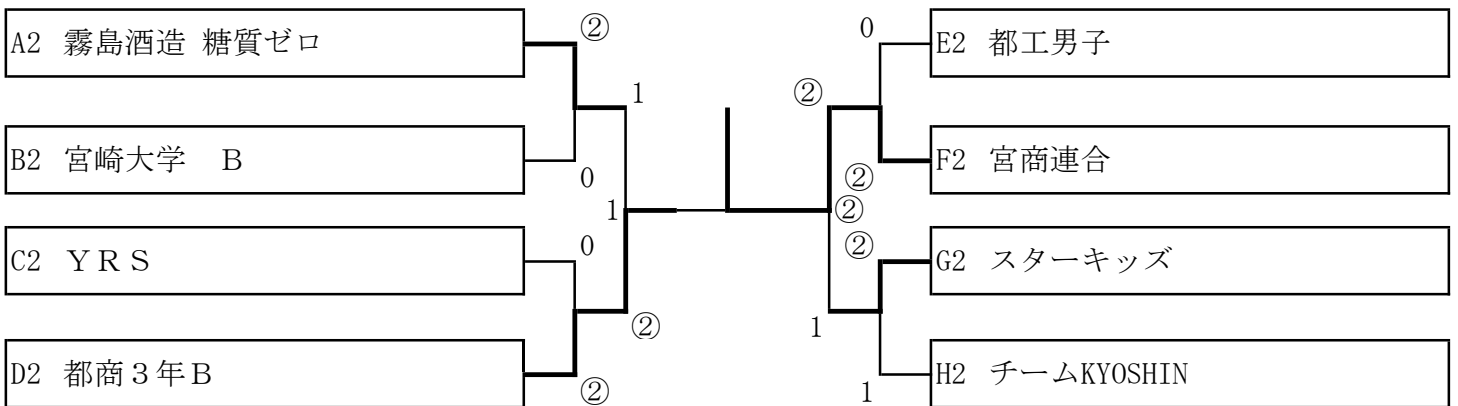 A2 霧島酒造 糖質ゼロ
②
0
E2 都工男子
1
②
B2 宮崎大学 B
0
②
F2 宮商連合
1
②
C2 YRS
0
②
G2 スターキッズ
②
1
D2 都商3年B
②
1
H2 チームKYOSHIN